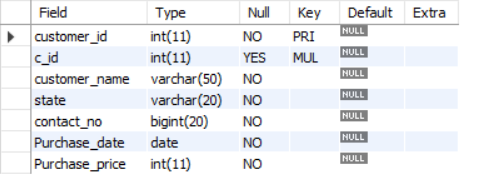 Field Type Null Key Default Extra
customer_id int(11) NO PRI NULL
c_id int(11) YES MUL NULL
customer_name varchar(50) NO NULL
state varchar(20) NO NULL
contact_no bigint(20) NO NULL
Purchase_date date NO NULL
Purchase_price int(11) NO NULL